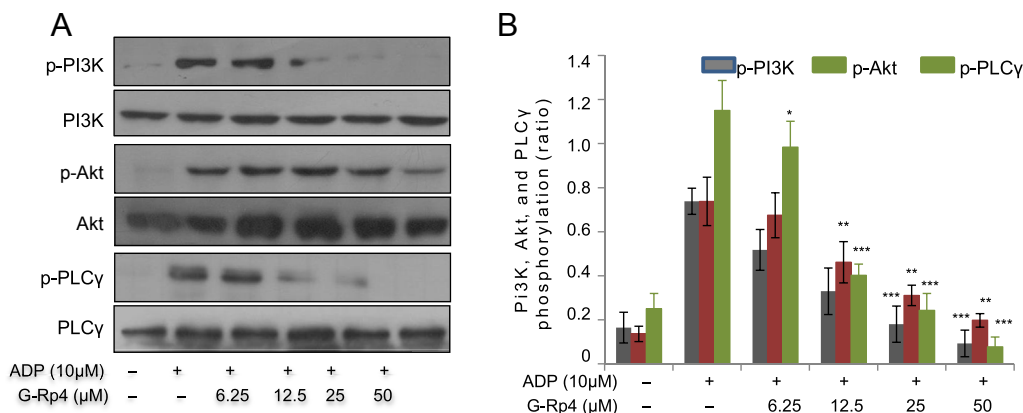 A
p-PI3K
PI3K
p-Akt
Akt
p-PLCγ
PLCγ
ADP (10μM) – + + + + +
G-Rp4 (μM) – – 6.25 12.5 25 50
B
p-PI3K p-Akt p-PLCγ
Pi3K, Akt, and PLCγ
phosphorylation (ratio)
1.4
1.2
1.0
0.8
0.6
0.4
0.2
0
*
**
***
***
**
***
***
**
***
ADP (10μM) – + + + + +
G-Rp4 (μM) – – 6.25 12.5 25 50